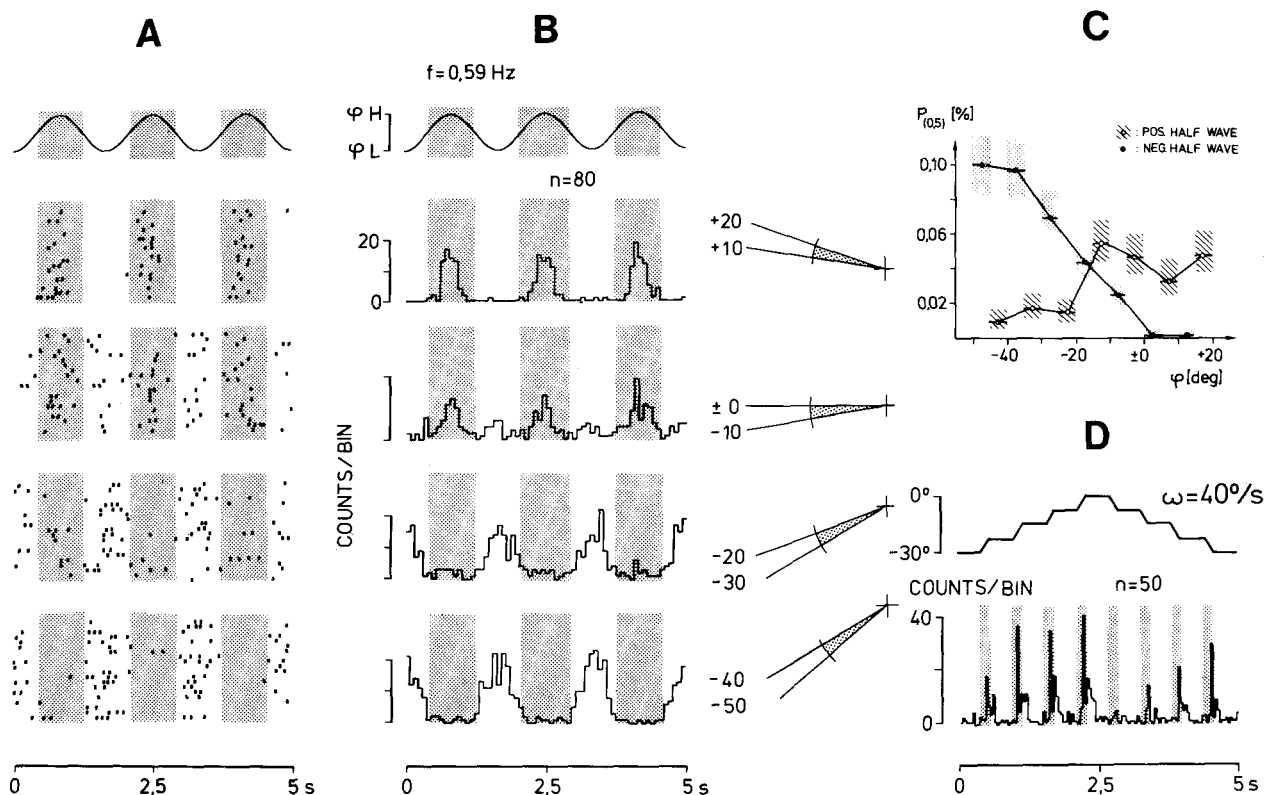 A
B
C
f=0,59 Hz
φ H
φ L
n=80
20
0
COUNTS/BIN
+20
+10
± 0
-10
-20
-30
-40
-50
P(0,5) [%]
: POS. HALF WAVE
: NEG. HALF WAVE
0,10
0,06
0,02
-40
-20
±0
+20
φ [deg]
D
0°
-30°
ω=40°/s
COUNTS/BIN
n=50
40
0
0
2,5
5 s
0
2,5
5 s
0
2,5
5 s